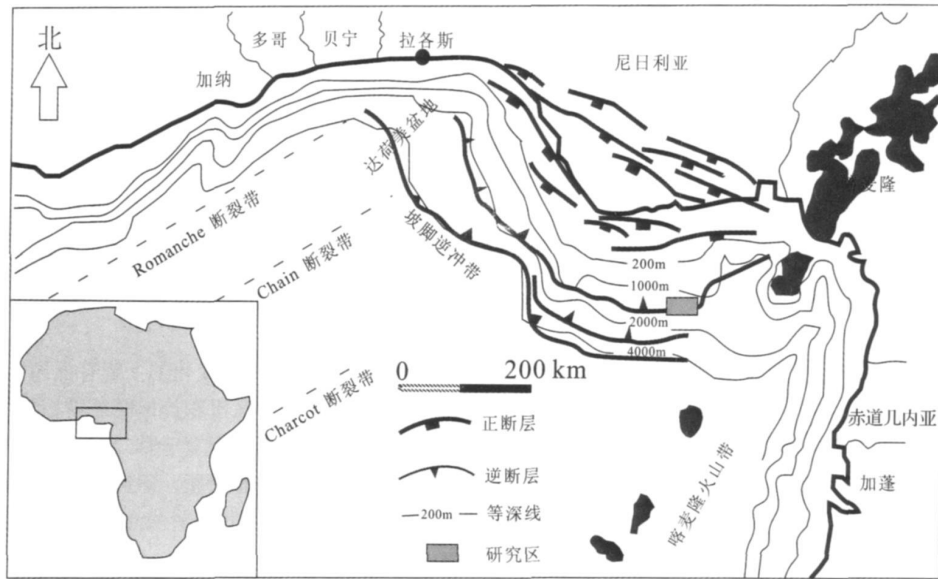 北
多哥
贝宁
拉各斯
加纳
尼日利亚
达荷美盆地
麦隆
Romanche 断裂带
Chain 断裂带
坡脚逆冲带
200m
1000m
2000m
4000m
Charcot 断裂带
0 200 km
正断层
逆断层
200m 等深线
研究区
喀麦隆火山带
赤道几内亚
加蓬